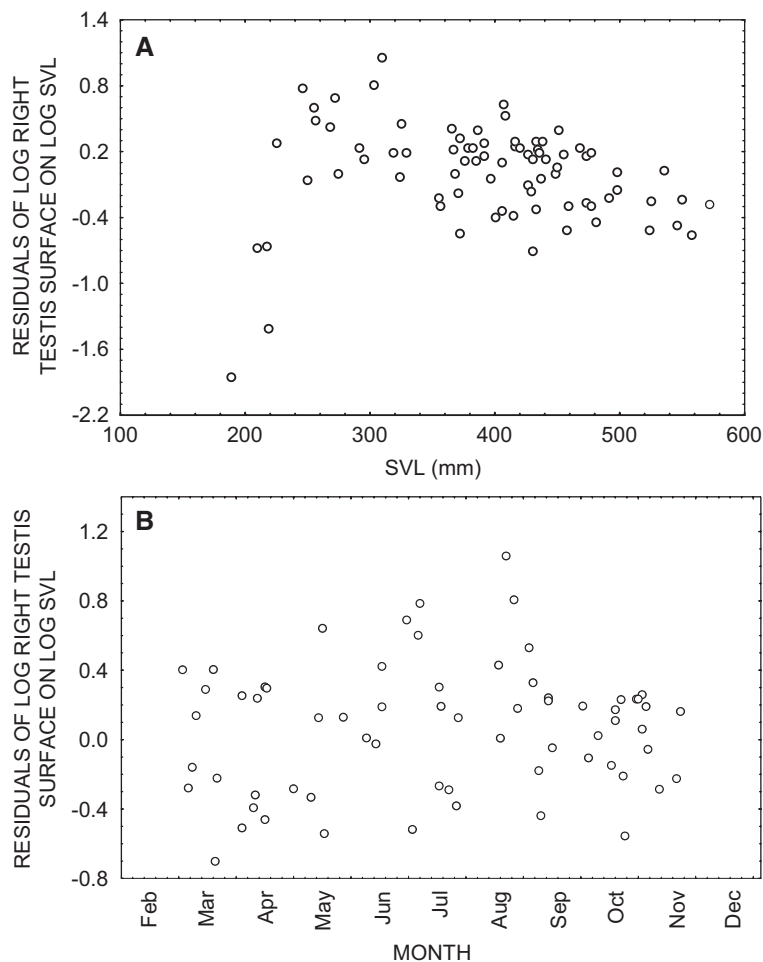 A
RESIDUALS OF LOG RIGHT
TESTIS SURFACE ON LOG SVL
1.4
0.8
0.2
-0.4
-1.0
-1.6
-2.2
100 200 300 400 500 600
SVL (mm)
B
RESIDUALS OF LOG RIGHT TESTIS
SURFACE ON LOG SVL
1.2
0.8
0.4
0.0
-0.4
-0.8
Feb Mar Apr May Jun Jul Aug Sep Oct Nov Dec
MONTH